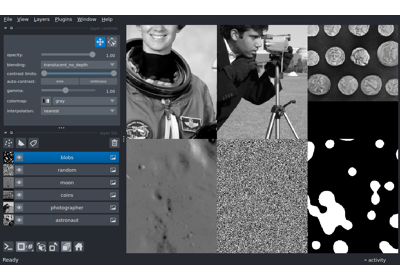 File View Layers Plugins Window Help
opacity: 1.00
blending: translucent_no_depth
contrast limits:
auto-contrast: once continuous
gamma: 1.00
colormap: gray
interpolation: nearest
blobs
random
moon
coins
photographer
astronaut
Ready
activity